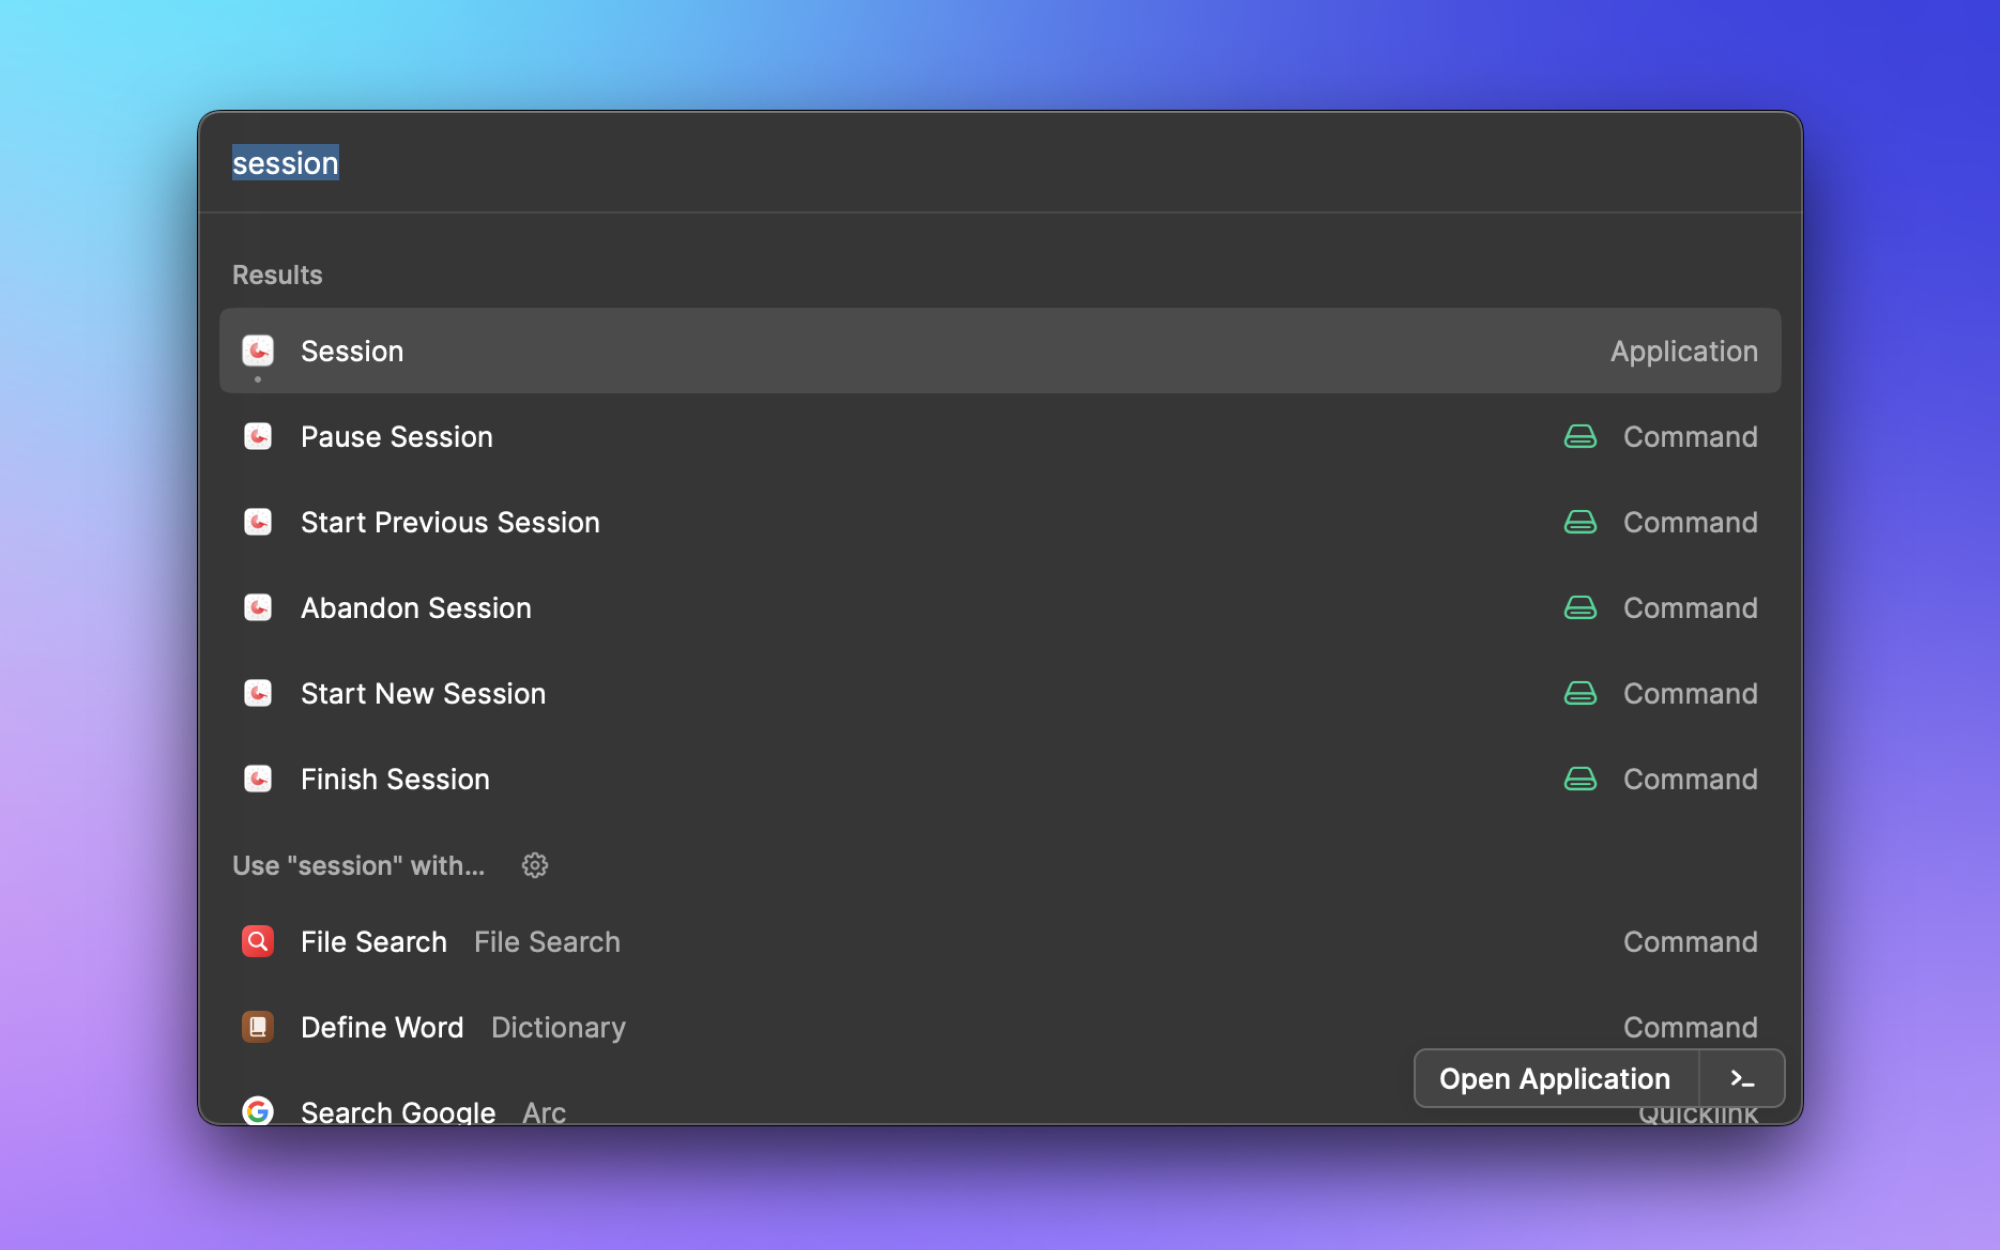 session
Results
Session Application
Pause Session Command
Start Previous Session Command
Abandon Session Command
Start New Session Command
Finish Session Command
Use "session" with...
File Search File Search Command
Define Word Dictionary Command
Open Application >_
Search Google Arc Quicklink